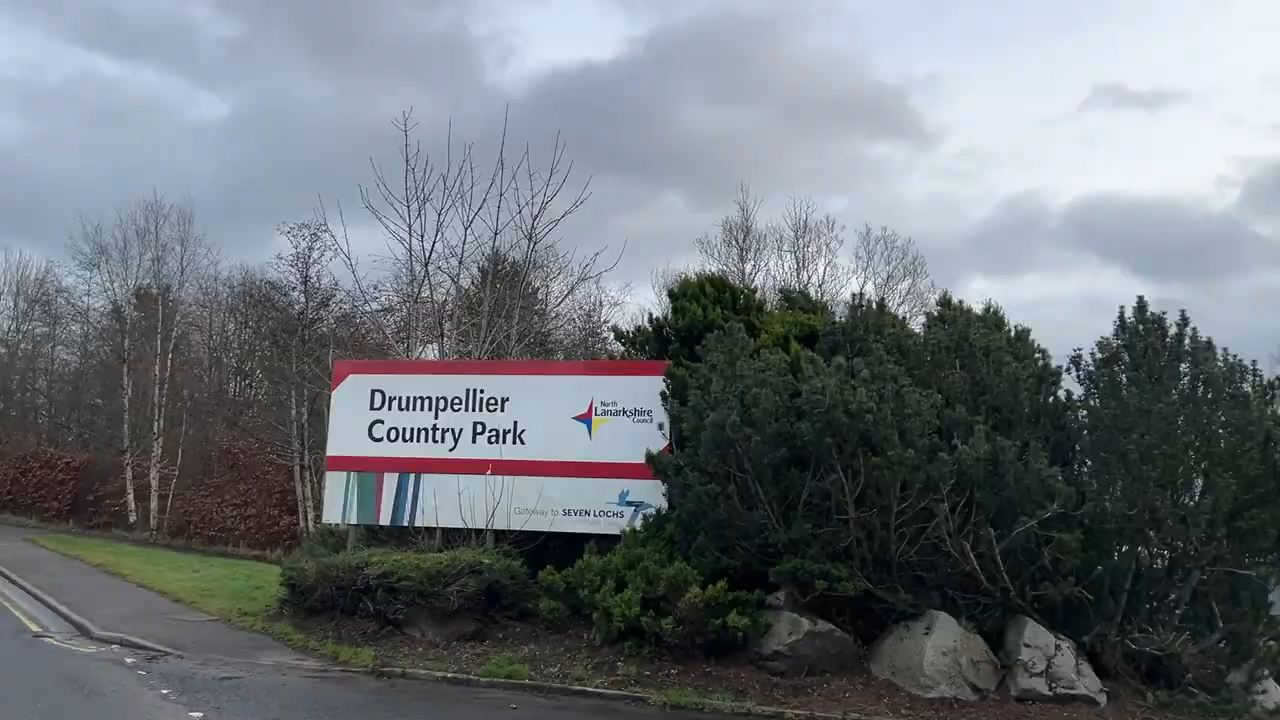 Drumpellier
Country Park
North
Lanarkshire
Council
Gateway to SEVEN LOCHS